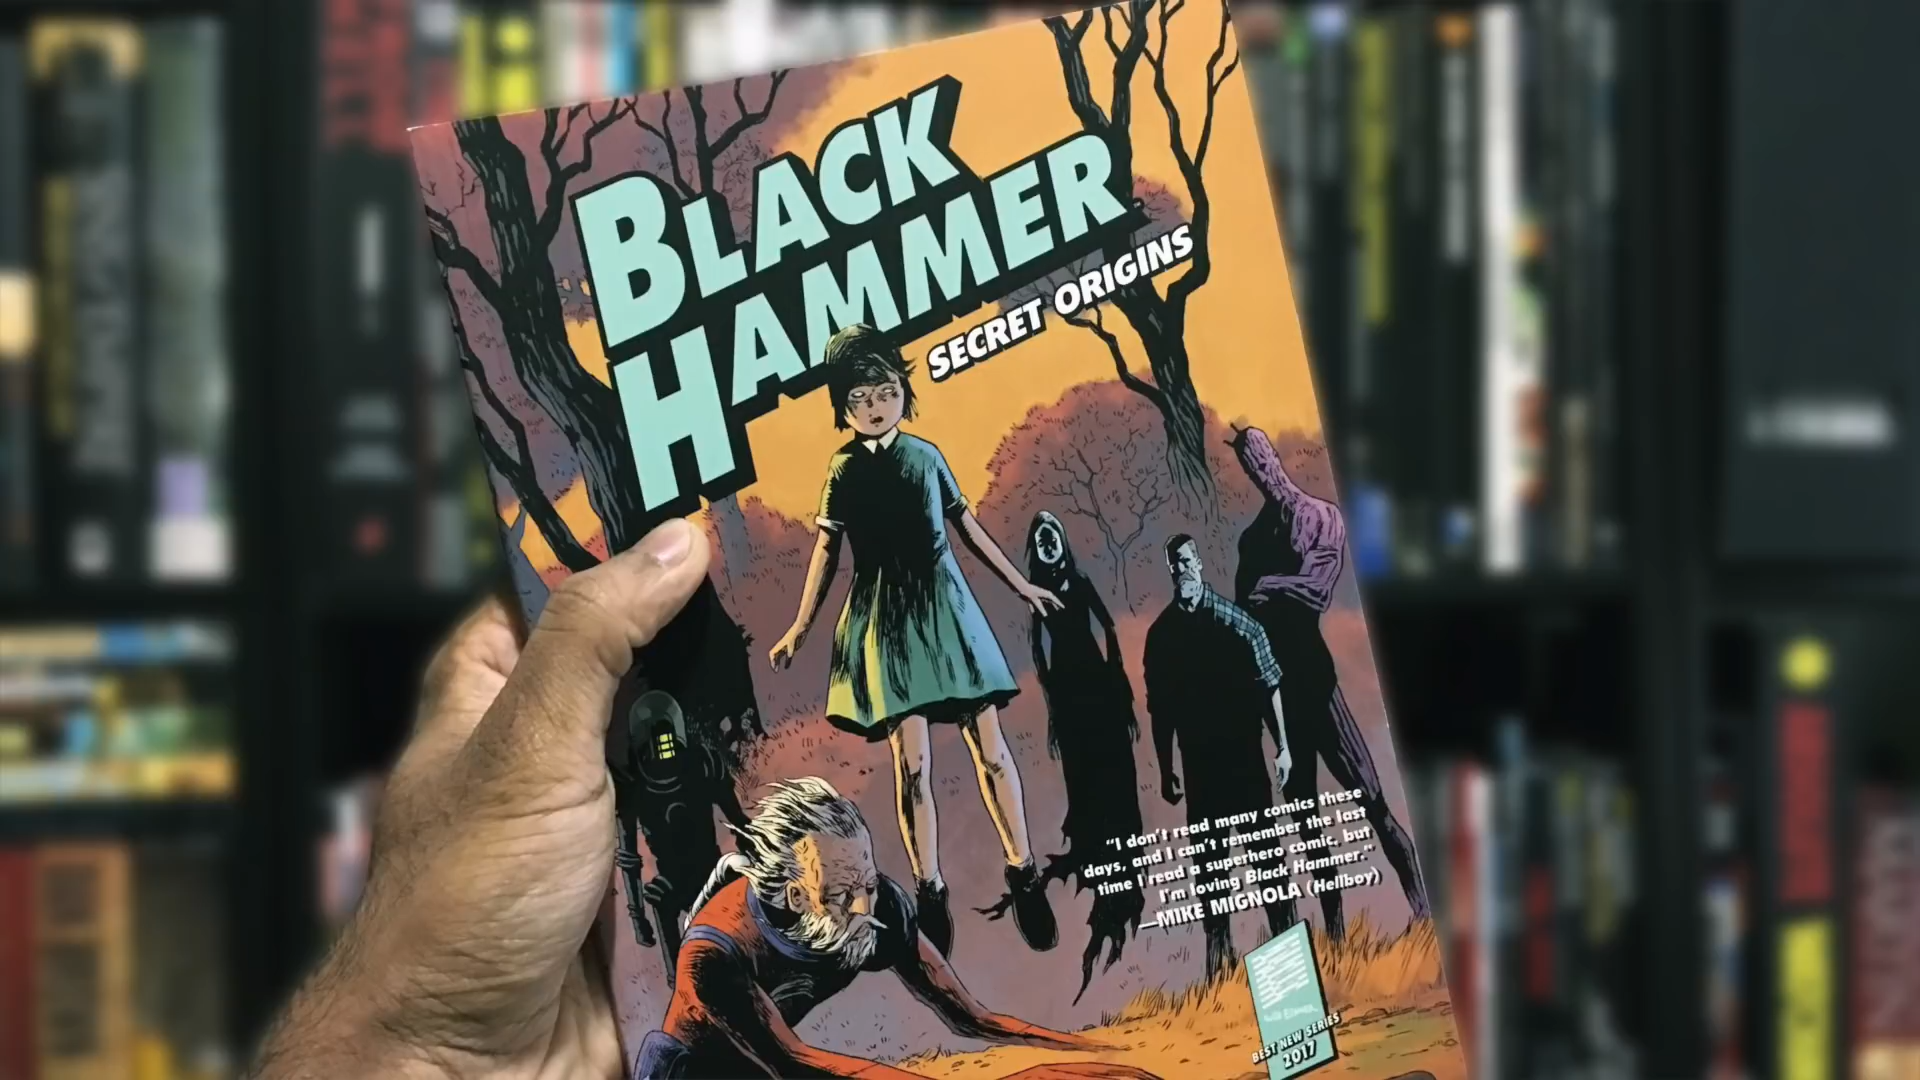 BLACK
HAMMER
SECRET ORIGINS
“I don’t read many comics these
days, and I can’t remember the last
time I read a superhero comic, but
I’m loving Black Hammer.”
—MIKE MIGNOLA (Hellboy)
BEST NEW SERIES
2017